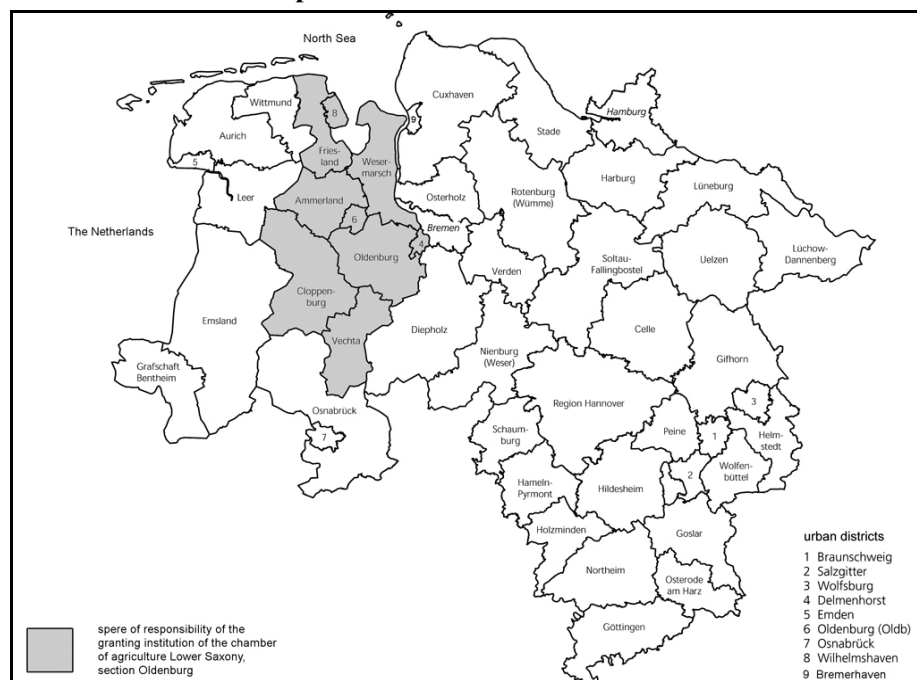 North Sea
Cuxhaven
Hamburg
Wittmund
8
9
Stade
Aurich
Fries-
land
Weser-
marsch
5
Harburg
Lüneburg
Osterholz
Rotenburg
(Wümme)
Leer
Ammerland
The Netherlands
6
Bremen
4
Oldenburg
Soltau-
Fallingbostel
Uelzen
Lüchow-
Dannenberg
Verden
Cloppen-
burg
Emsland
Diepholz
Celle
Vechta
Nienburg
(Weser)
Gifhorn
Grafschaft
Bentheim
Region Hannover
3
Osnabrück
Schaum-
burg
Peine
1
Helm-
stedt
7
2
Wolfen-
büttel
Hameln-
Pyrmont
Hildesheim
Holzminden
Goslar
Northeim
Osterode
am Harz
Göttingen
urban districts
1 Braunschweig
2 Salzgitter
3 Wolfsburg
4 Delmenhorst
5 Emden
6 Oldenburg (Oldb)
7 Osnabrück
8 Wilhelmshaven
9 Bremerhaven
spere of responsibility of the
granting institution of the chamber
of agriculture Lower Saxony,
section Oldenburg